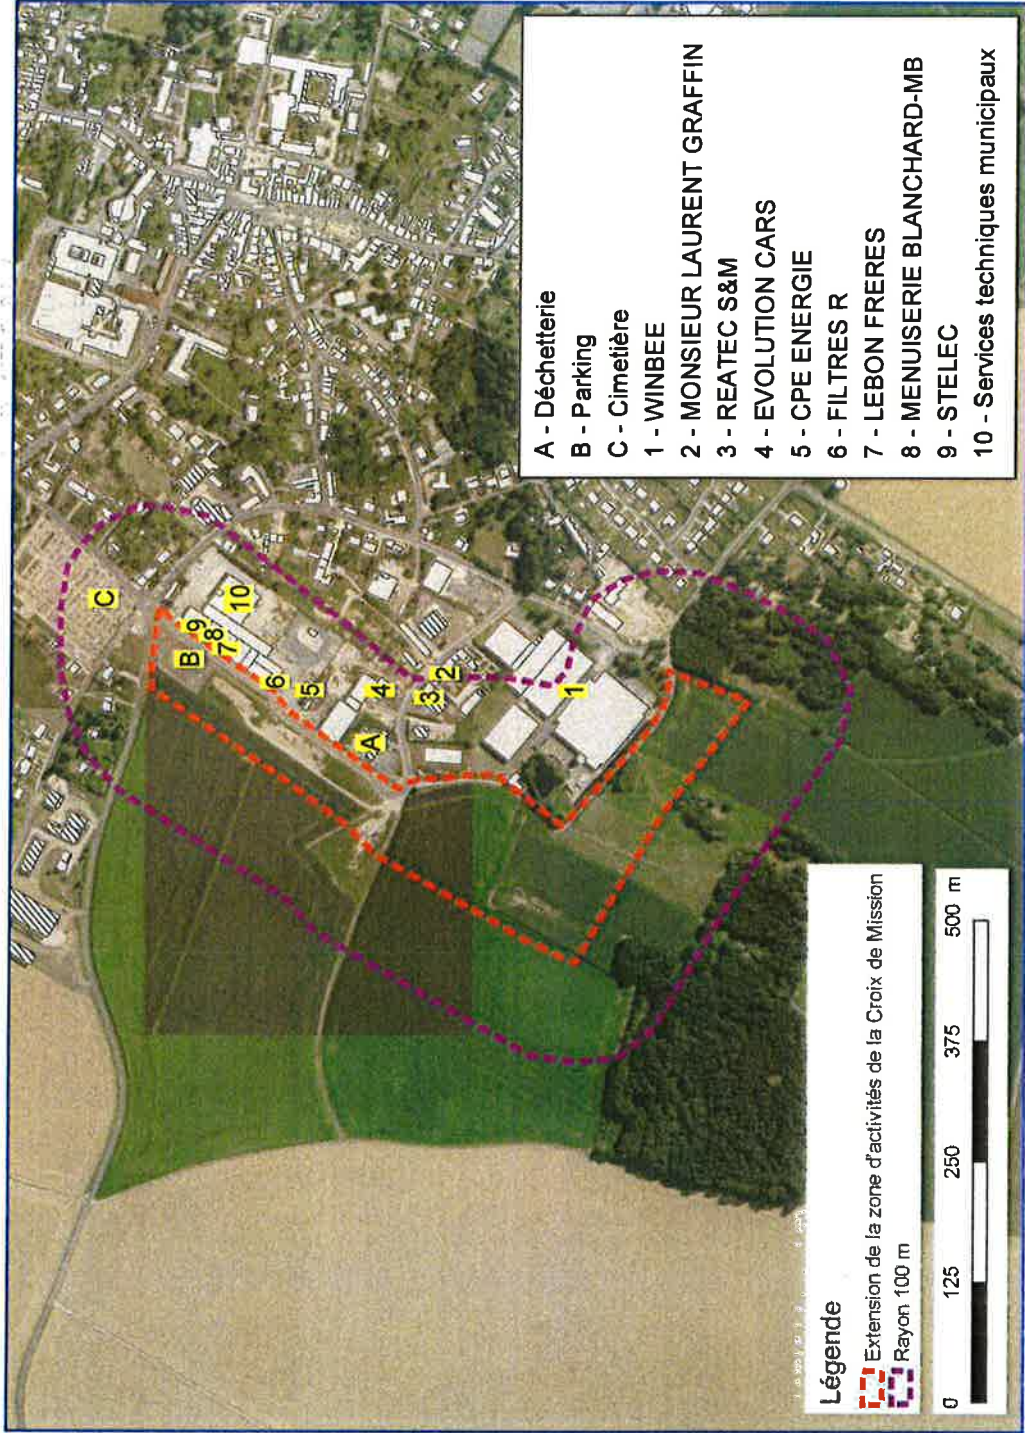 C
B
9
8
7
10
6
5
4
A
3
2
1
A - Déchetterie
B - Parking
C - Cimetière
1 - WINBEE
2 - MONSIEUR LAURENT GRAFFIN
3 - REATEC S&M
4 - EVOLUTION CARS
5 - CPE ENERGIE
6 - FILTRES R
7 - LEBON FRERES
8 - MENUISERIE BLANCHARD-MB
9 - STELEC
10 - Services techniques municipaux
Légende
Extension de la zone d'activités de la Croix de Mission
Rayon 100 m
0 125 250 375 500 m